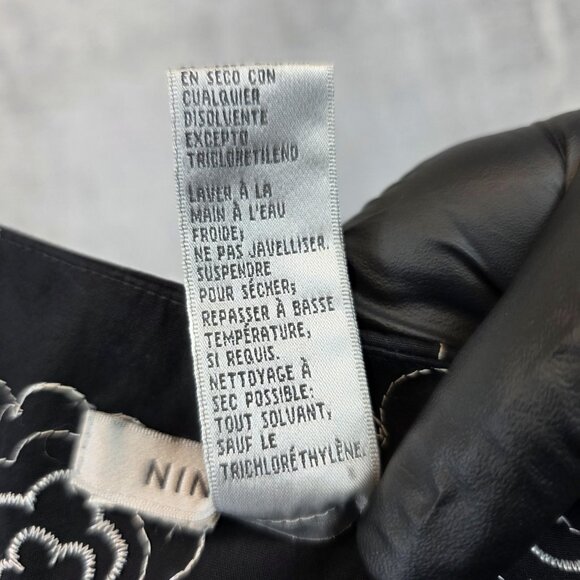 EN SECO CON
CUALQUIER
DISOLVENTE
EXCEPTO
TRICLORETILENO
LAVER À LA
MAIN À L'EAU
FROIDE;
NE PAS JAVELLISER.
SUSPENDRE
POUR SÉCHER;
REPASSER À BASSE
TEMPÉRATURE,
SI REQUIS.
NETTOYAGE À
SEC POSSIBLE:
TOUT SOLVANT,
SAUF LE
TRICHLORÉTHYLÈNE.
NIN